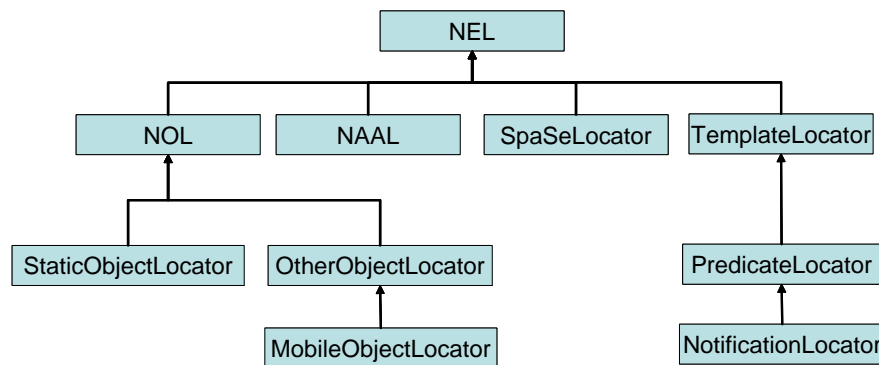 NEL
NOL
NAAL
SpaSeLocator
TemplateLocator
StaticObjectLocator
OtherObjectLocator
PredicateLocator
MobileObjectLocator
NotificationLocator